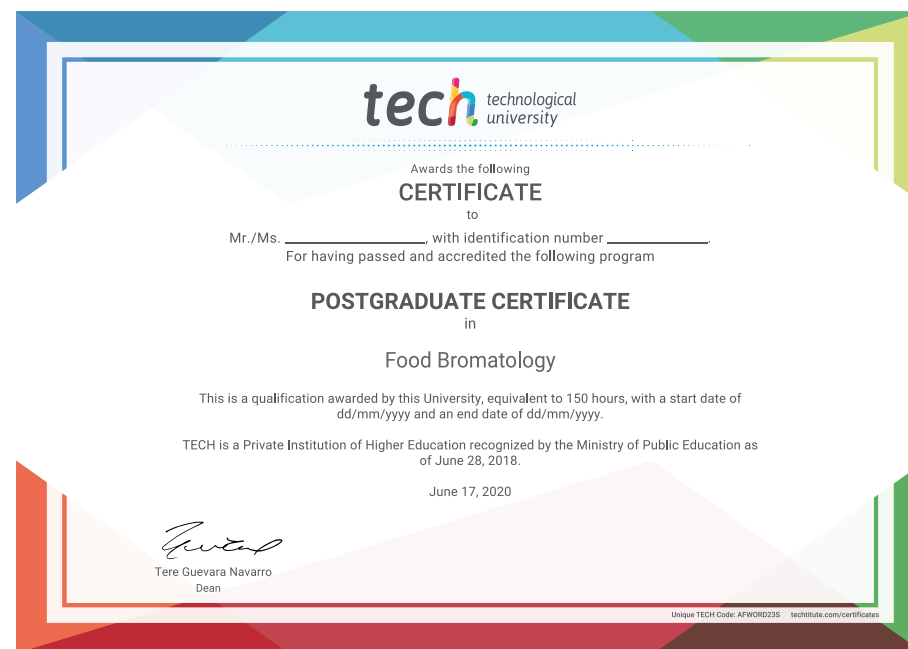 tech technological
university
Awards the following
CERTIFICATE
to
Mr./Ms. ____________________, with identification number ______________.
For having passed and accredited the following program
POSTGRADUATE CERTIFICATE
in
Food Bromatology
This is a qualification awarded by this University, equivalent to 150 hours, with a start date of
dd/mm/yyyy and an end date of dd/mm/yyyy.
TECH is a Private Institution of Higher Education recognized by the Ministry of Public Education as
of June 28, 2018.
June 17, 2020
Tere Guevara Navarro
Dean
Unique TECH Code: AFWORD23S techtitute.com/certificates